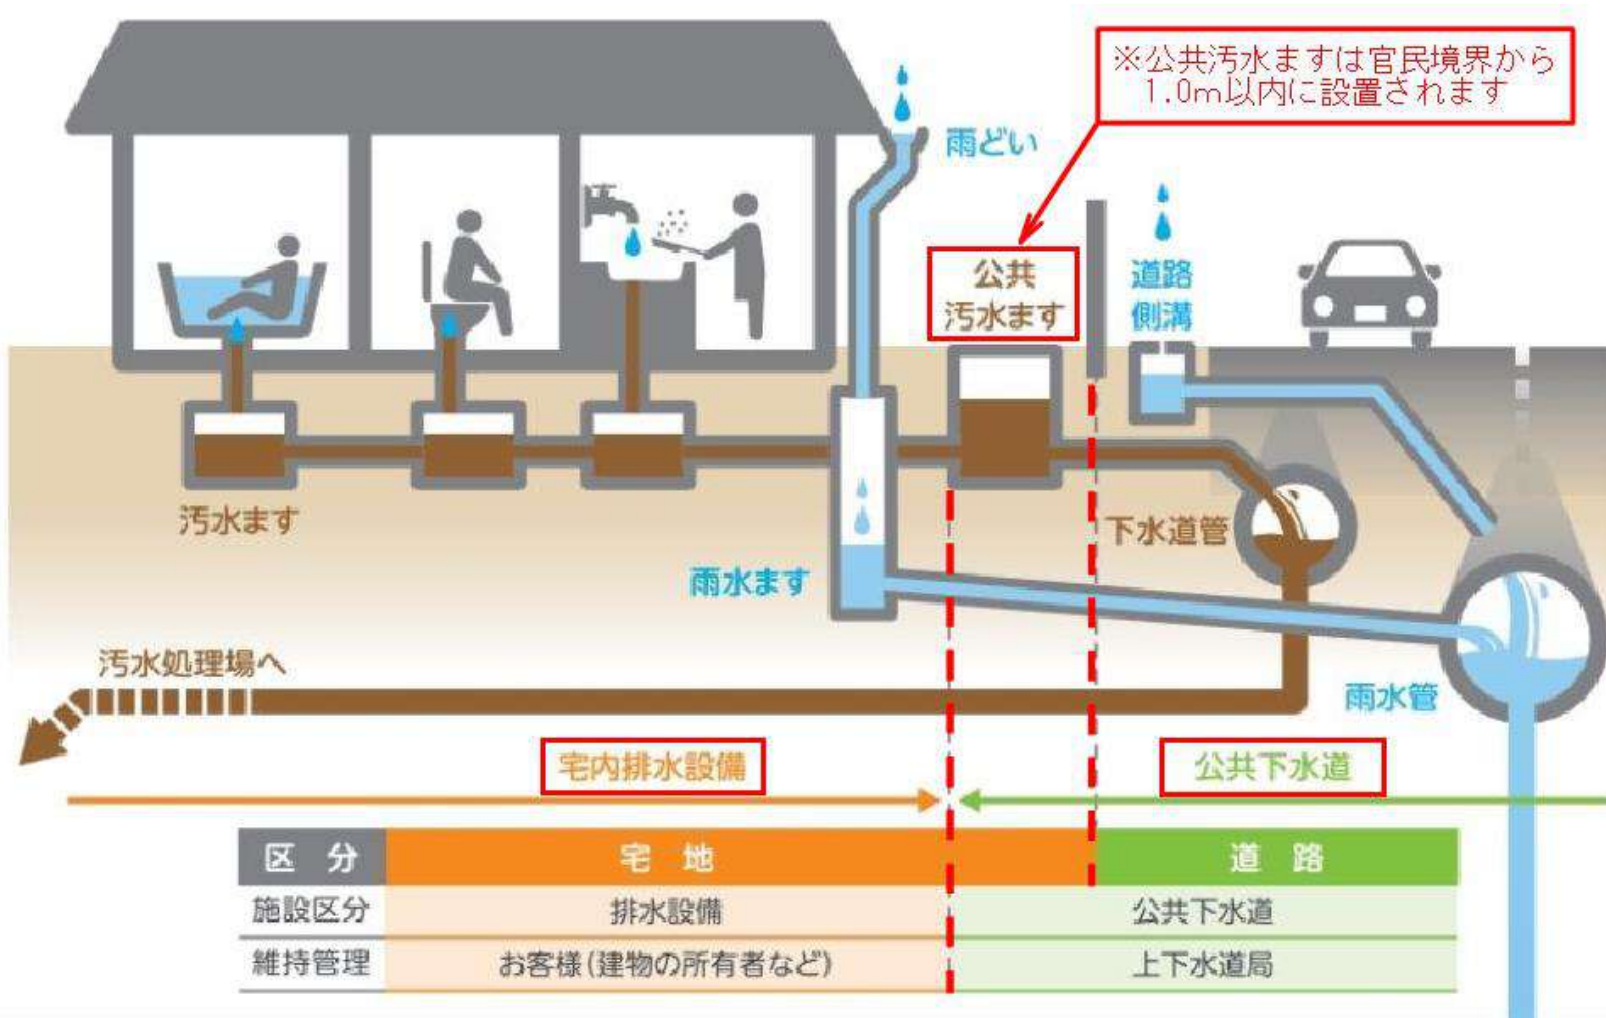 ※公共汚水ますは官民境界から
1.0m以内に設置されます
雨どい
公共
汚水ます
道路
側溝
汚水ます
下水道管
雨水ます
汚水処理場へ
雨水管
宅内排水設備
公共下水道
区 分
宅 地
道 路
施設区分
排水設備
公共下水道
維持管理
お客様(建物の所有者など)
上下水道局